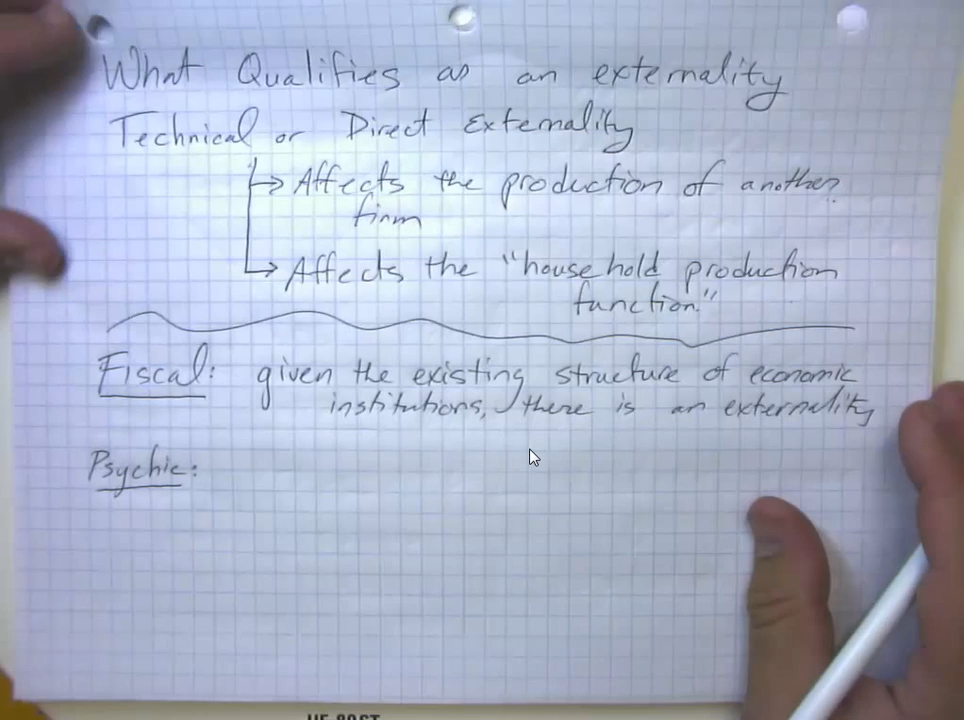 What Qualifies as an externality
Technical or Direct Externality
→ Affects the production of another
firm
→ Affects the "household production
function"
Fiscal: given the existing structure of economic
institutions, there is an externality
Psychic: